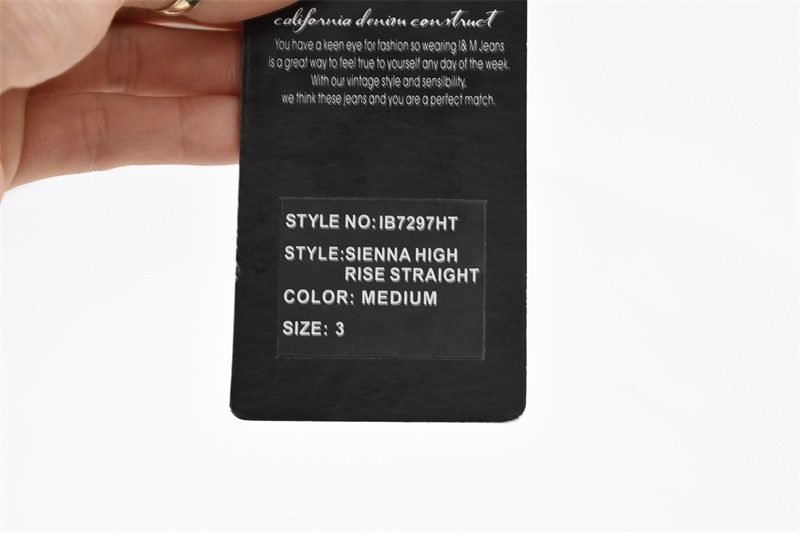 california denim construct
You have a keen eye for fashion so wearing I& M Jeans
is a great way to feel true to yourself any day of the week.
With our vintage style and sensilbility,
we think these jeans and you are a perfect match.
STYLE NO:IB7297HT
STYLE:SIENNA HIGH
RISE STRAIGHT
COLOR: MEDIUM
SIZE: 3